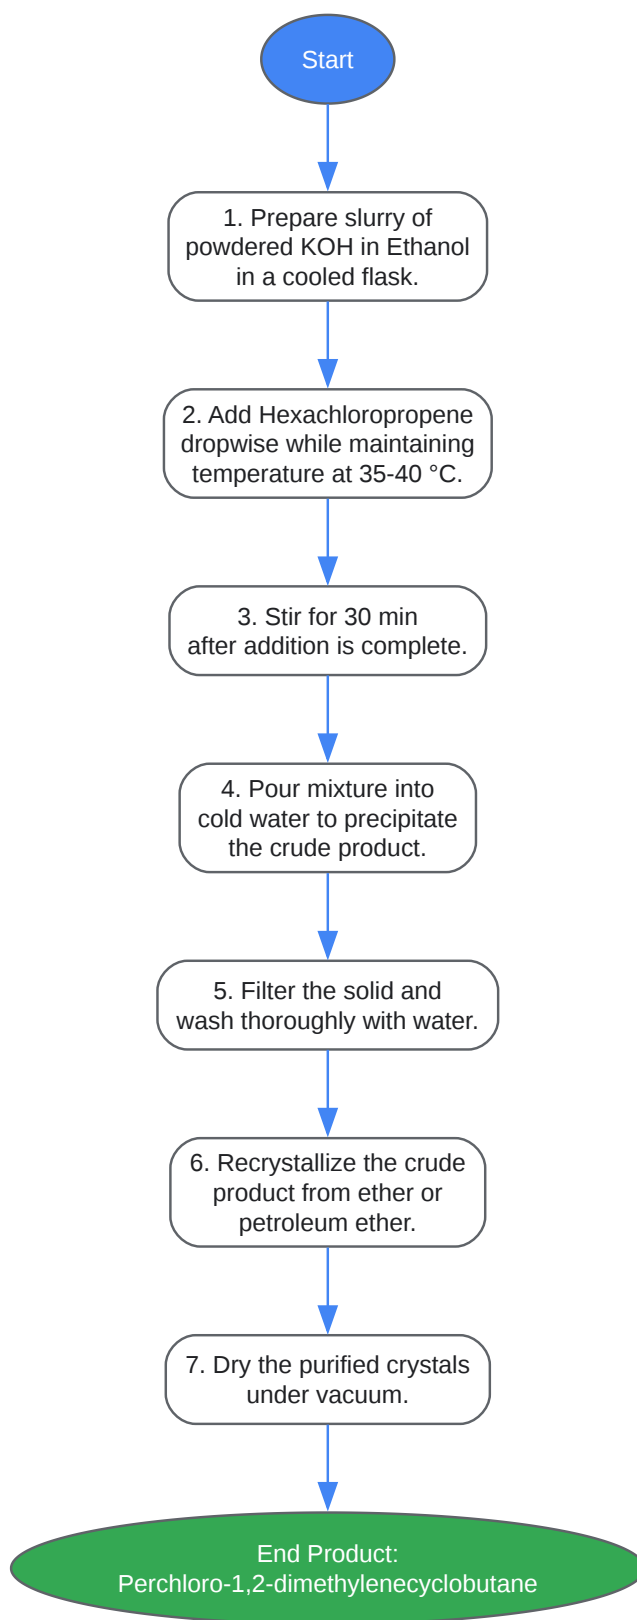 Start
1. Prepare slurry of
powdered KOH in Ethanol
in a cooled flask.
2. Add Hexachloropropene
dropwise while maintaining
temperature at 35-40 °C.
3. Stir for 30 min
after addition is complete.
4. Pour mixture into
cold water to precipitate
the crude product.
5. Filter the solid and
wash thoroughly with water.
6. Recrystallize the crude
product from ether or
petroleum ether.
7. Dry the purified crystals
under vacuum.
End Product:
Perchloro-1,2-dimethylenecyclobutane